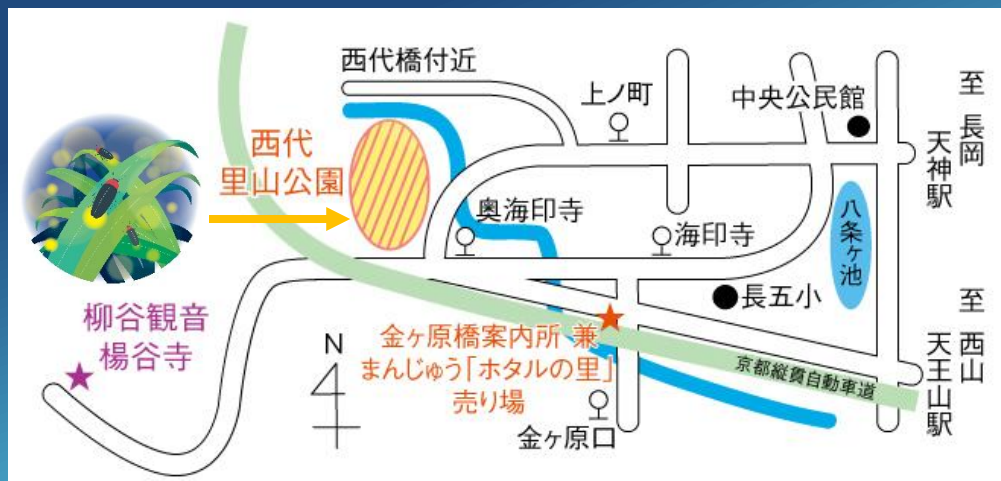 西代橋付近
上ノ町
中央公民館
至 長岡
天神駅
西代
里山公園
奥海印寺
海印寺
八条ヶ池
長五小
柳谷観音
楊谷寺
N
金ヶ原橋案内所 兼
まんじゅう「ホタルの里」
売り場
京都縦貫自動車道
至 西山
天王山駅
金ヶ原口